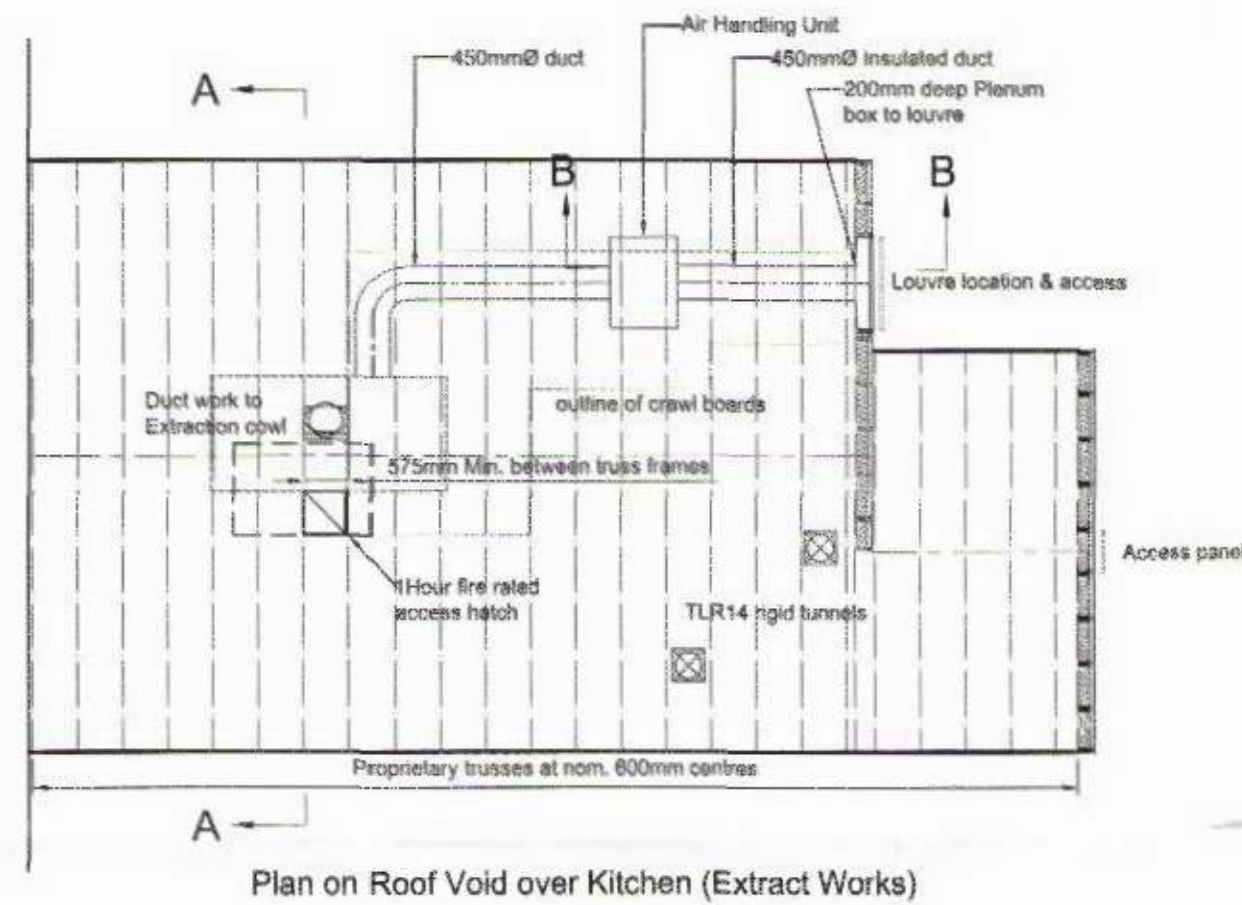 Air Handling Unit
450mmØ duct
450mmØ insulated duct
200mm deep Plenum
box to louvre
A
B
B
Louvre location & access
Duct work to
Extraction cowl
outline of crawl boards
575mm Min. between truss frames
Access panel
1Hour fire rated
access hatch
TLR14 rigid tunnels
Proprietary trusses at nom. 600mm centres
A
Plan on Roof Void over Kitchen (Extract Works)